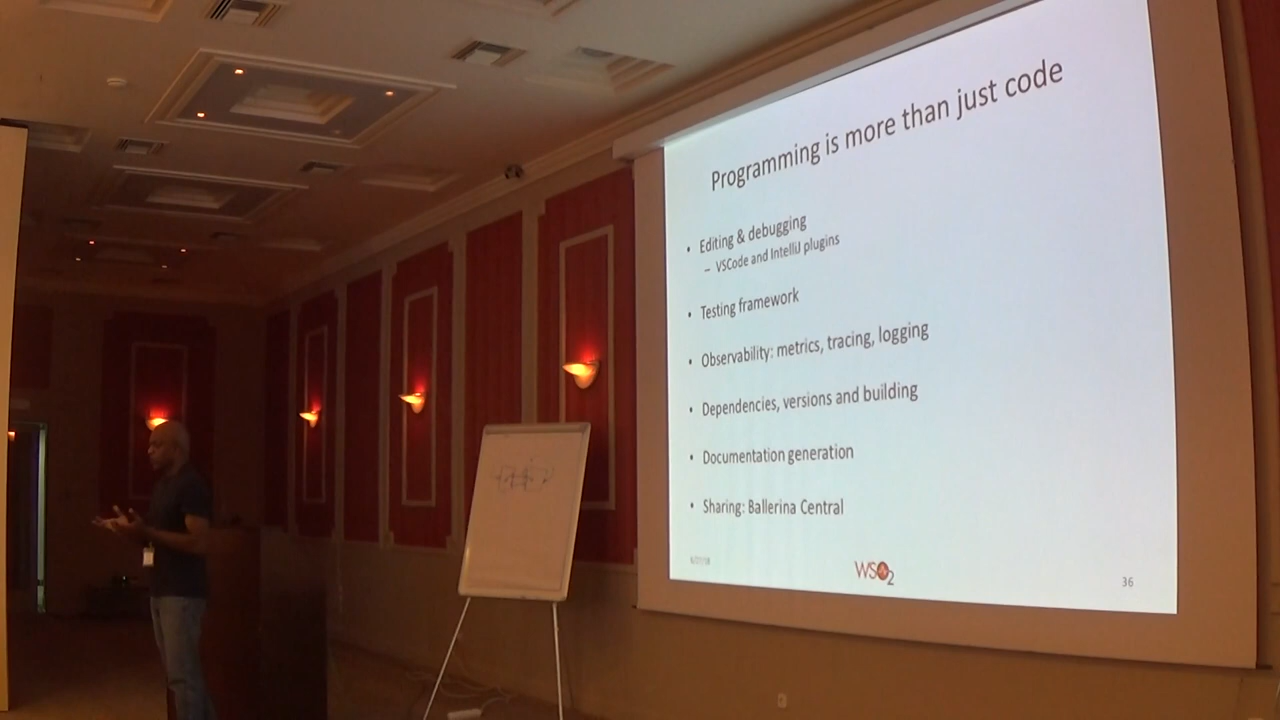 Programming is more than just code
• Editing & debugging
– VSCode and IntelliJ plugins
• Testing framework
• Observability: metrics, tracing, logging
• Dependencies, versions and building
• Documentation generation
• Sharing: Ballerina Central
WSO2
36